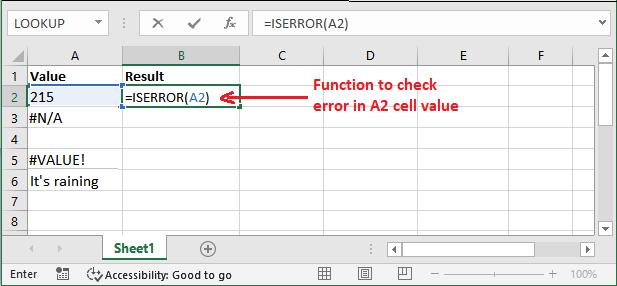 LOOKUP
=ISERROR(A2)
A B C D E F
1 Value Result
2 215 =ISERROR(A2)
Function to check
error in A2 cell value
3 #N/A
4
5 #VALUE!
6 It's raining
7
8
Sheet1
Enter Accessibility: Good to go 100%